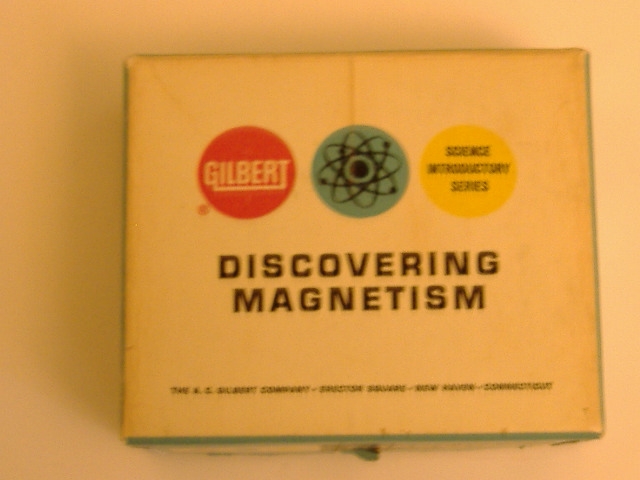 GILBERT
®
SCIENCE
INTRODUCTORY
SERIES
DISCOVERING
MAGNETISM
THE A. C. GILBERT COMPANY–ERECTOR SQUARE–NEW HAVEN–CONNECTICUT